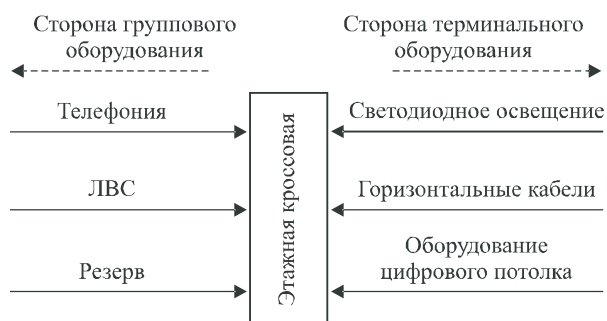 Сторона группового
оборудования
Сторона терминального
оборудования
Телефония
ЛВС
Резерв
Этажная кроссовая
Светодиодное освещение
Горизонтальные кабели
Оборудование
цифрового потолка